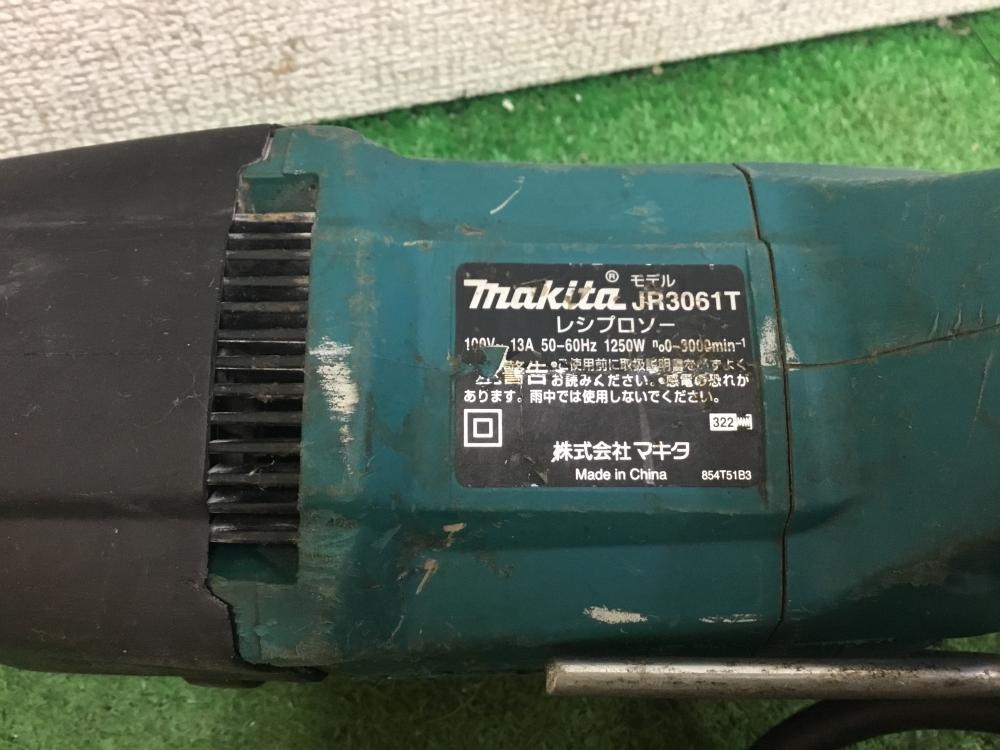 makita® モデル JR3061T
レシプロソー
100V~13A 50-60Hz 1250W n₀0-3000min⁻¹
警告 •ご使用前に取扱説明書を必ずよく
お読みください。•感電の恐れが
あります。雨中では使用しないでください。
322
株式会社マキタ
Made in China
854T51B3